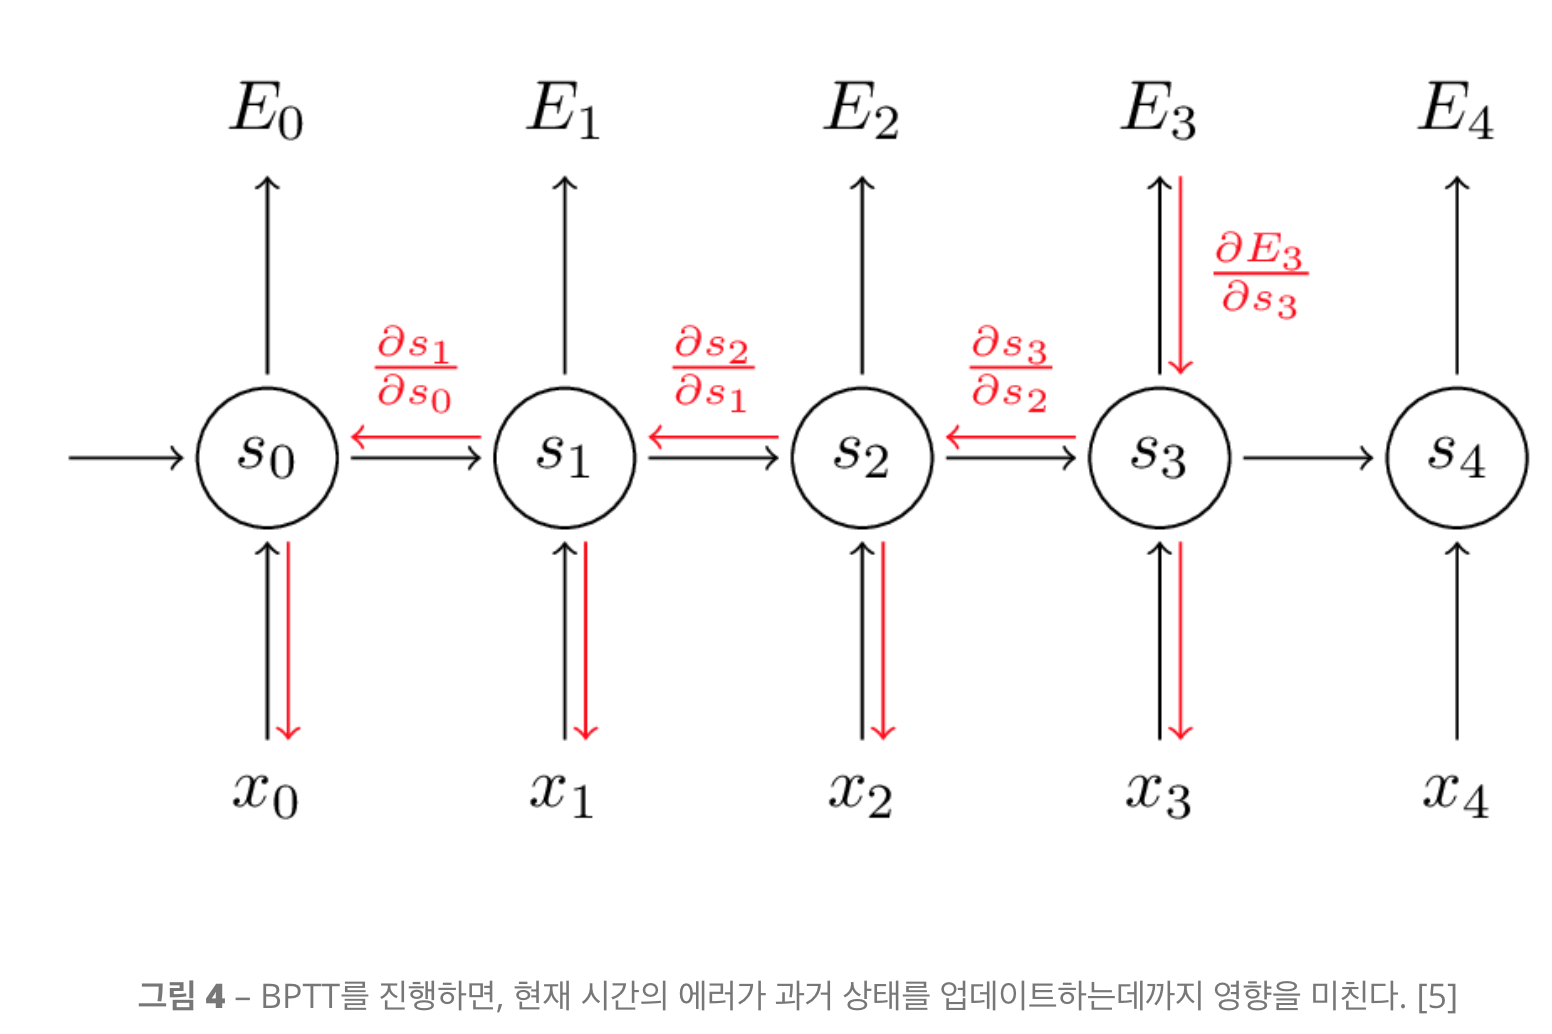 E₀ E₁ E₂ E₃ E₄
∂E₃/∂s₃
∂s₁/∂s₀ ∂s₂/∂s₁ ∂s₃/∂s₂
s₀ s₁ s₂ s₃ s₄
x₀ x₁ x₂ x₃ x₄
그림 4 – BPTT를 진행하면, 현재 시간의 에러가 과거 상태를 업데이트하는데까지 영향을 미친다. [5]